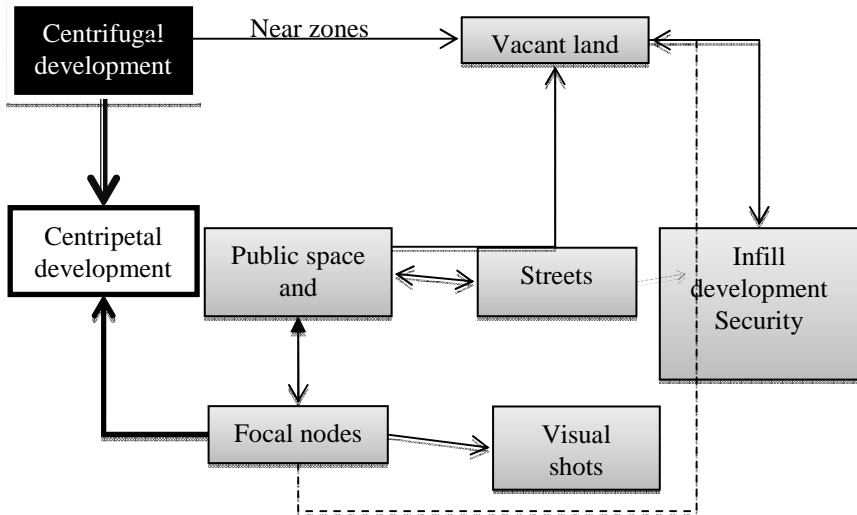 Centrifugal
development
Near zones
Vacant land
Centripetal
development
Public space
and
Streets
Infill
development
Security
Focal nodes
Visual
shots